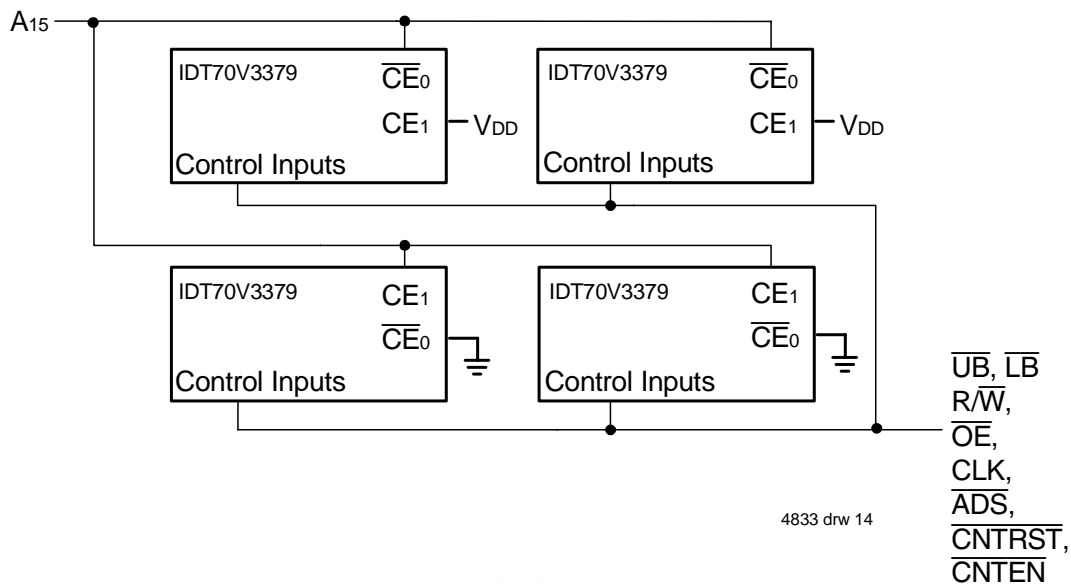 A15
IDT70V3379
CE0
CE1
VDD
Control Inputs
IDT70V3379
CE0
CE1
VDD
Control Inputs
IDT70V3379
CE1
CE0
Control Inputs
IDT70V3379
CE1
CE0
Control Inputs
UB, LB
R/W,
OE,
CLK,
ADS,
CNTRST,
CNTEN
4833 drw 14